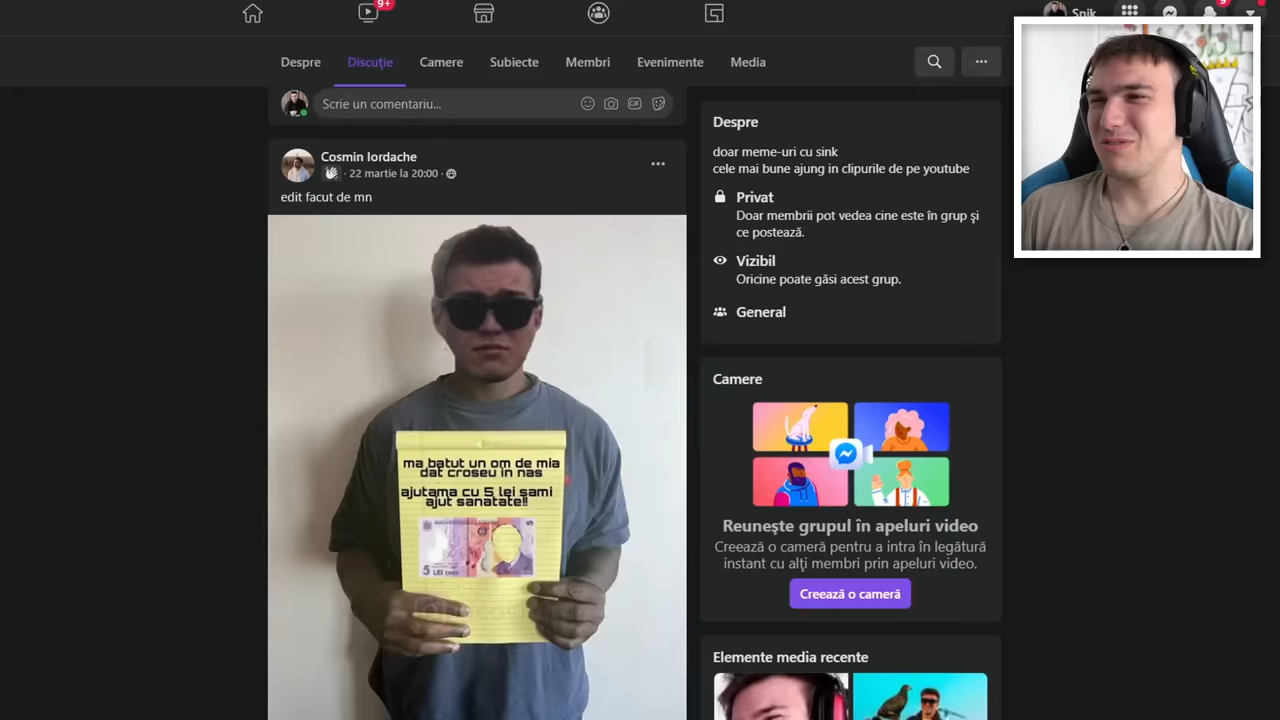 9+
Snik
9
Despre
Discuție
Camere
Subiecte
Membri
Evenimente
Media
Scrie un comentariu...
Cosmin Iordache
· 22 martie la 20:00 ·
edit facut de mn
ma batut un om de mia
dat croseu in nas
ajutama cu 5 lei sami
ajut sanatate!!
5 LEI
Despre
doar meme-uri cu sink
cele mai bune ajung in clipurile de pe youtube
Privat
Doar membrii pot vedea cine este în grup și
ce postează.
Vizibil
Oricine poate găsi acest grup.
General
Camere
Reunește grupul în apeluri video
Creează o cameră pentru a intra în legătură
instant cu alți membri prin apeluri video.
Creează o cameră
Elemente media recente